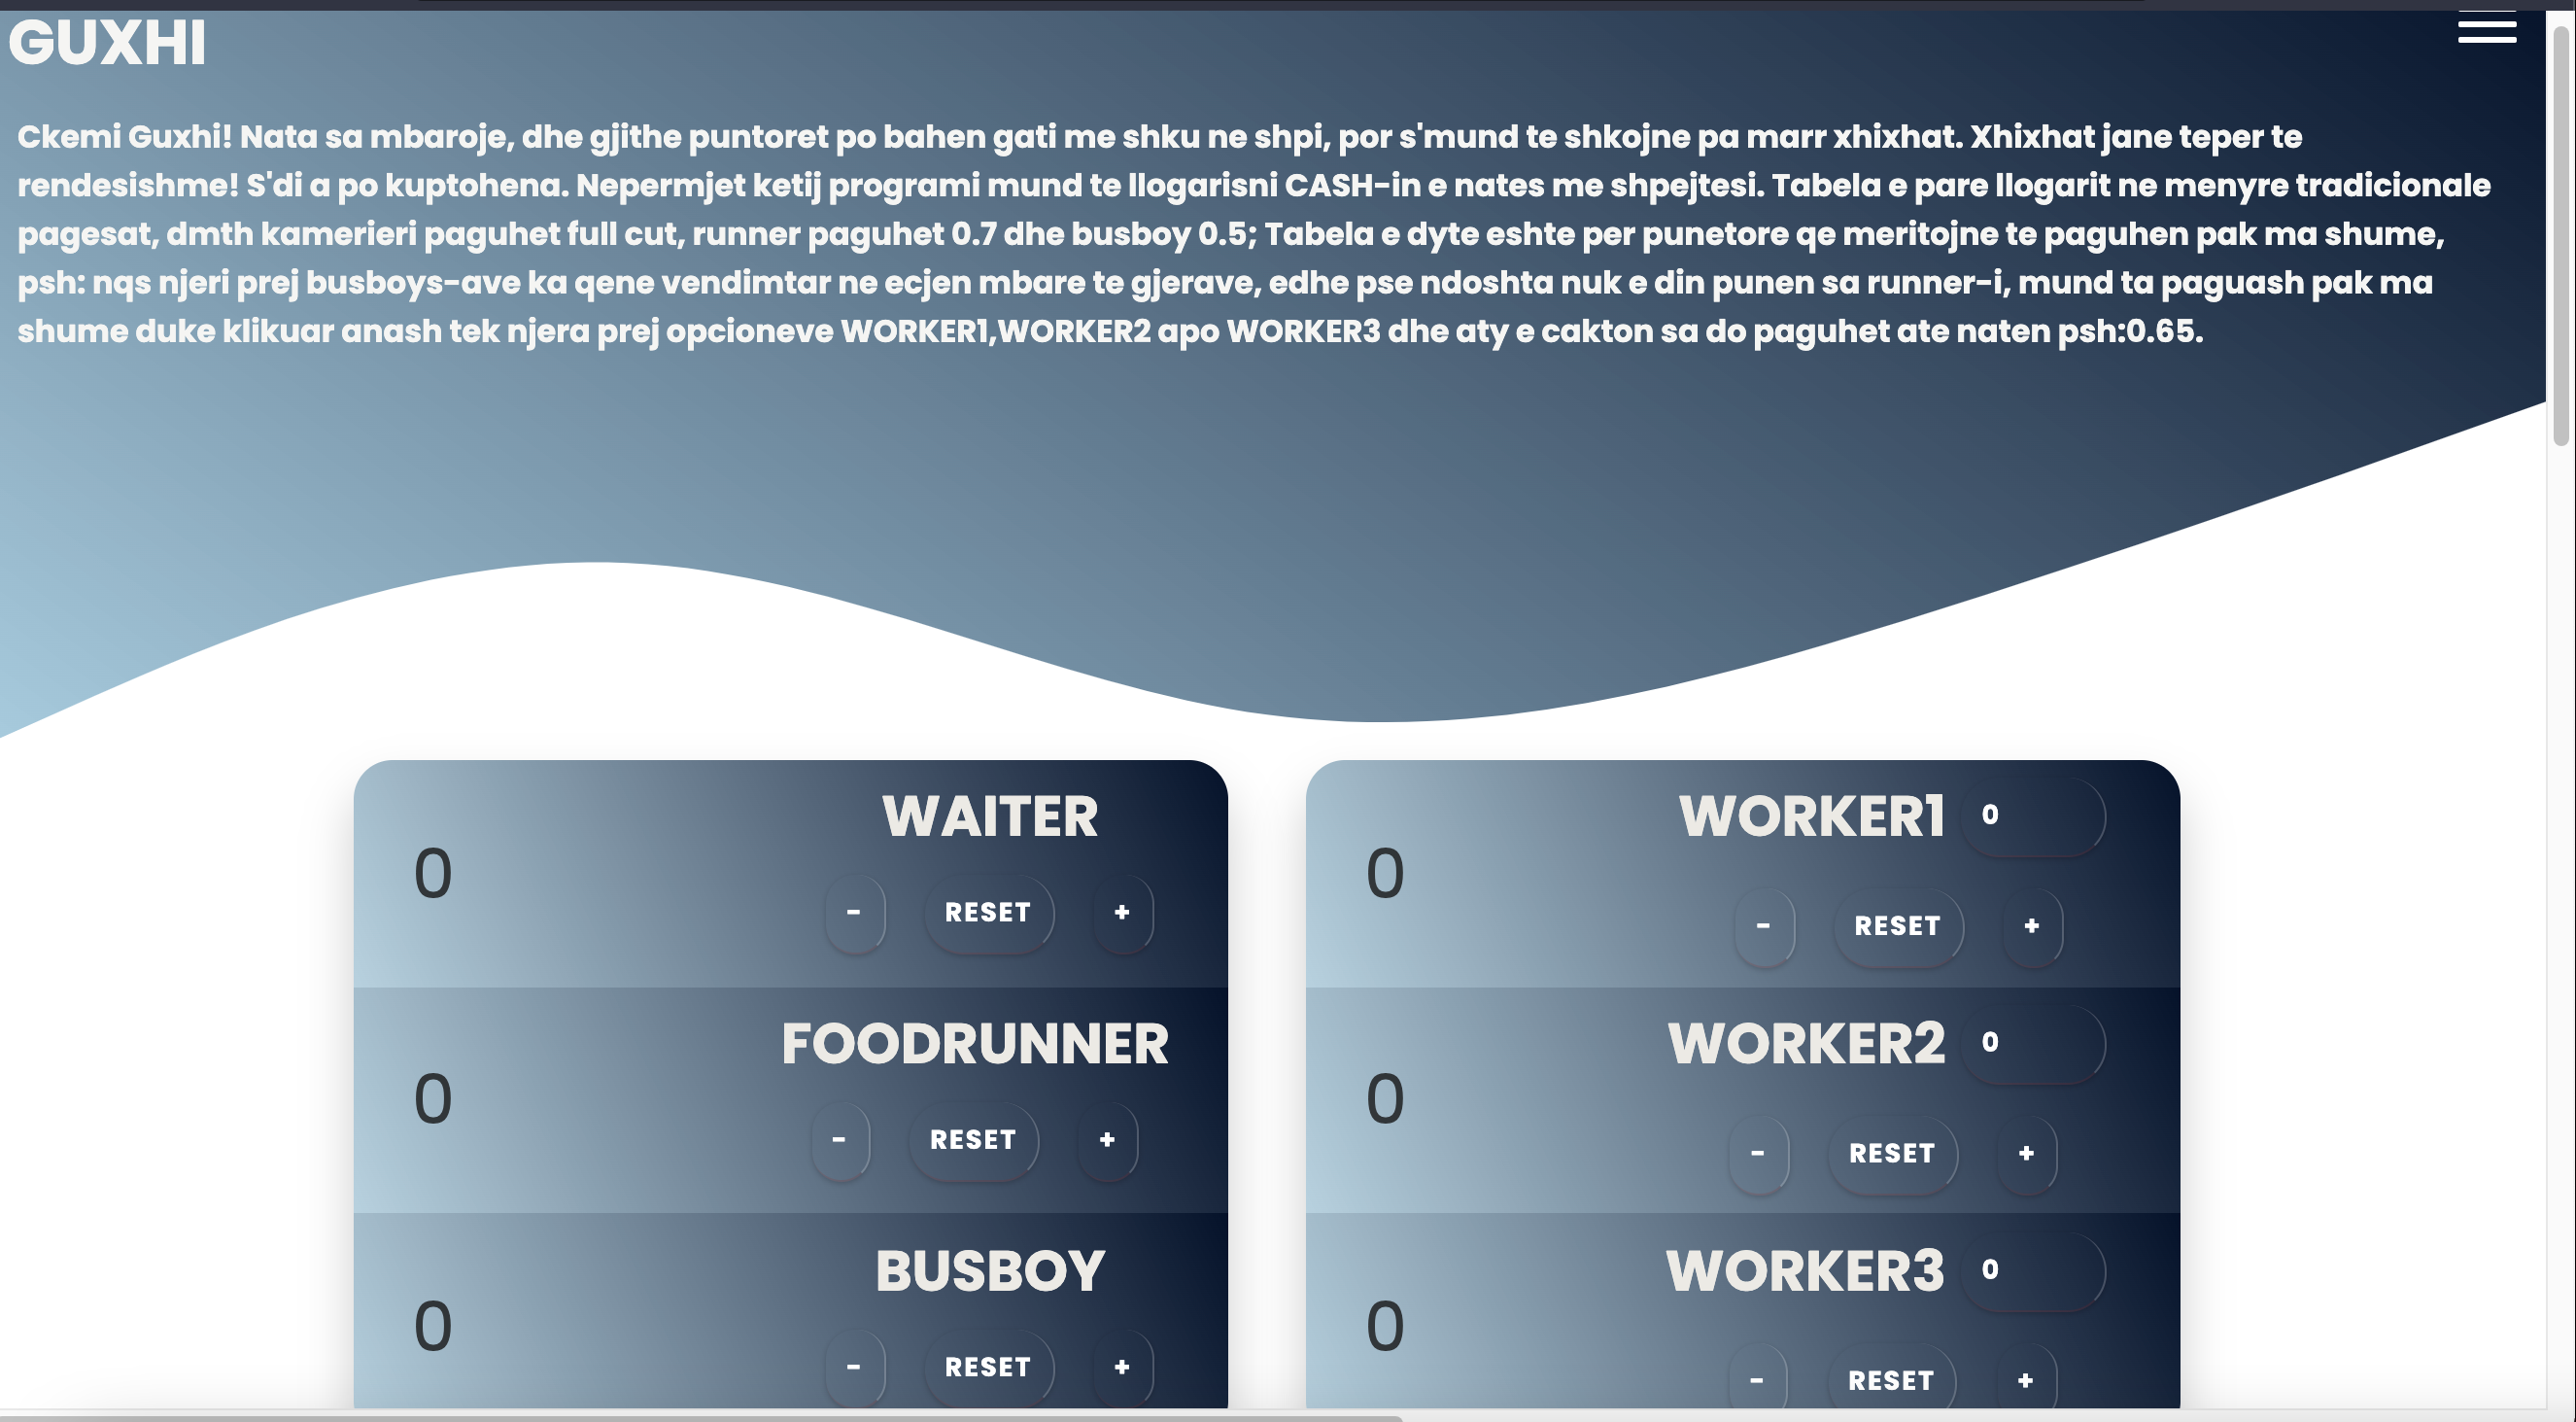 GUXHI
Ckemi Guxhi! Nata sa mbaroje, dhe gjithe puntoret po bahen gati me shku ne shpi, por s'mund te shkojne pa marr xhixhat. Xhixhat jane teper te
rendesishme! S'di a po kuptohena. Nepermjet ketij programi mund te llogarisni CASH-in e nates me shpejtesi. Tabela e pare llogarit ne menyre tradicionale
pagesat, dmth kamerieri paguhet full cut, runner paguhet 0.7 dhe busboy 0.5; Tabela e dyte eshte per punetore qe meritojne te paguhen pak ma shume,
psh: nqs njeri prej busboys-ave ka qene vendimtar ne ecjen mbare te gjerave, edhe pse ndoshta nuk e din punen sa runner-i, mund ta paguash pak ma
shume duke klikuar anash tek njera prej opcioneve WORKER1,WORKER2 apo WORKER3 dhe aty e cakton sa do paguhet ate naten psh:0.65.
WAITER
0
- RESET +
FOODRUNNER
0
- RESET +
BUSBOY
0
- RESET +
WORKER1 0
0
- RESET +
WORKER2 0
0
- RESET +
WORKER3 0
0
- RESET +